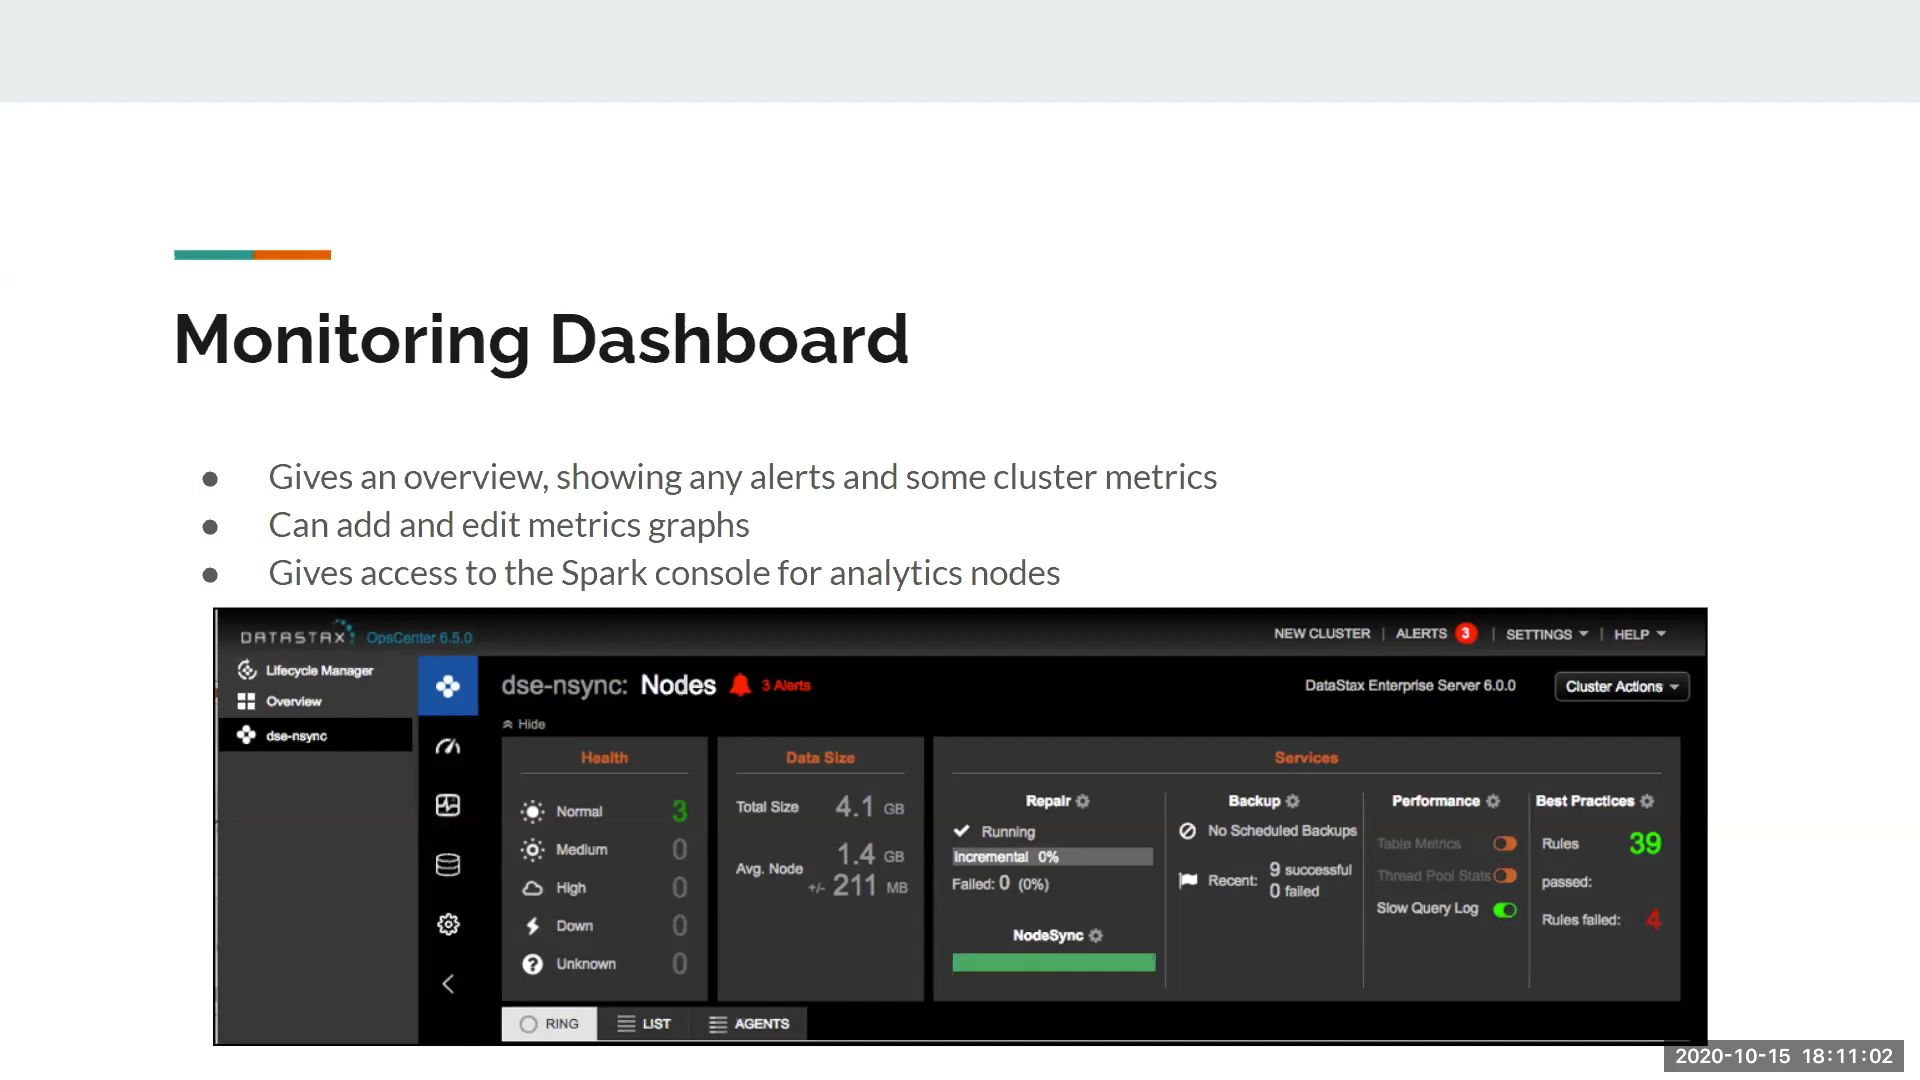 Monitoring Dashboard
● Gives an overview, showing any alerts and some cluster metrics
● Can add and edit metrics graphs
● Gives access to the Spark console for analytics nodes
DATASTAX OpsCenter 6.5.0
NEW CLUSTER | ALERTS 3 | SETTINGS | HELP
Lifecycle Manager
Overview
dse-nsync
dse-nsync: Nodes 3 Alerts
DataStax Enterprise Server 6.0.0
Cluster Actions
Hide
Health
Normal 3
Medium 0
High 0
Down 0
Unknown 0
Data Size
Total Size 4.1 GB
Avg. Node 1.4 GB
+/- 211 MB
Services
Repair
Running
Incremental 0%
Failed: 0 (0%)
NodeSync
Backup
No Scheduled Backups
Recent: 9 successful
0 failed
Performance
Table Metrics
Thread Pool Stats
Slow Query Log
Best Practices
Rules 39
passed:
Rules failed: 4
RING
LIST
AGENTS
2020-10-15 18:11:02